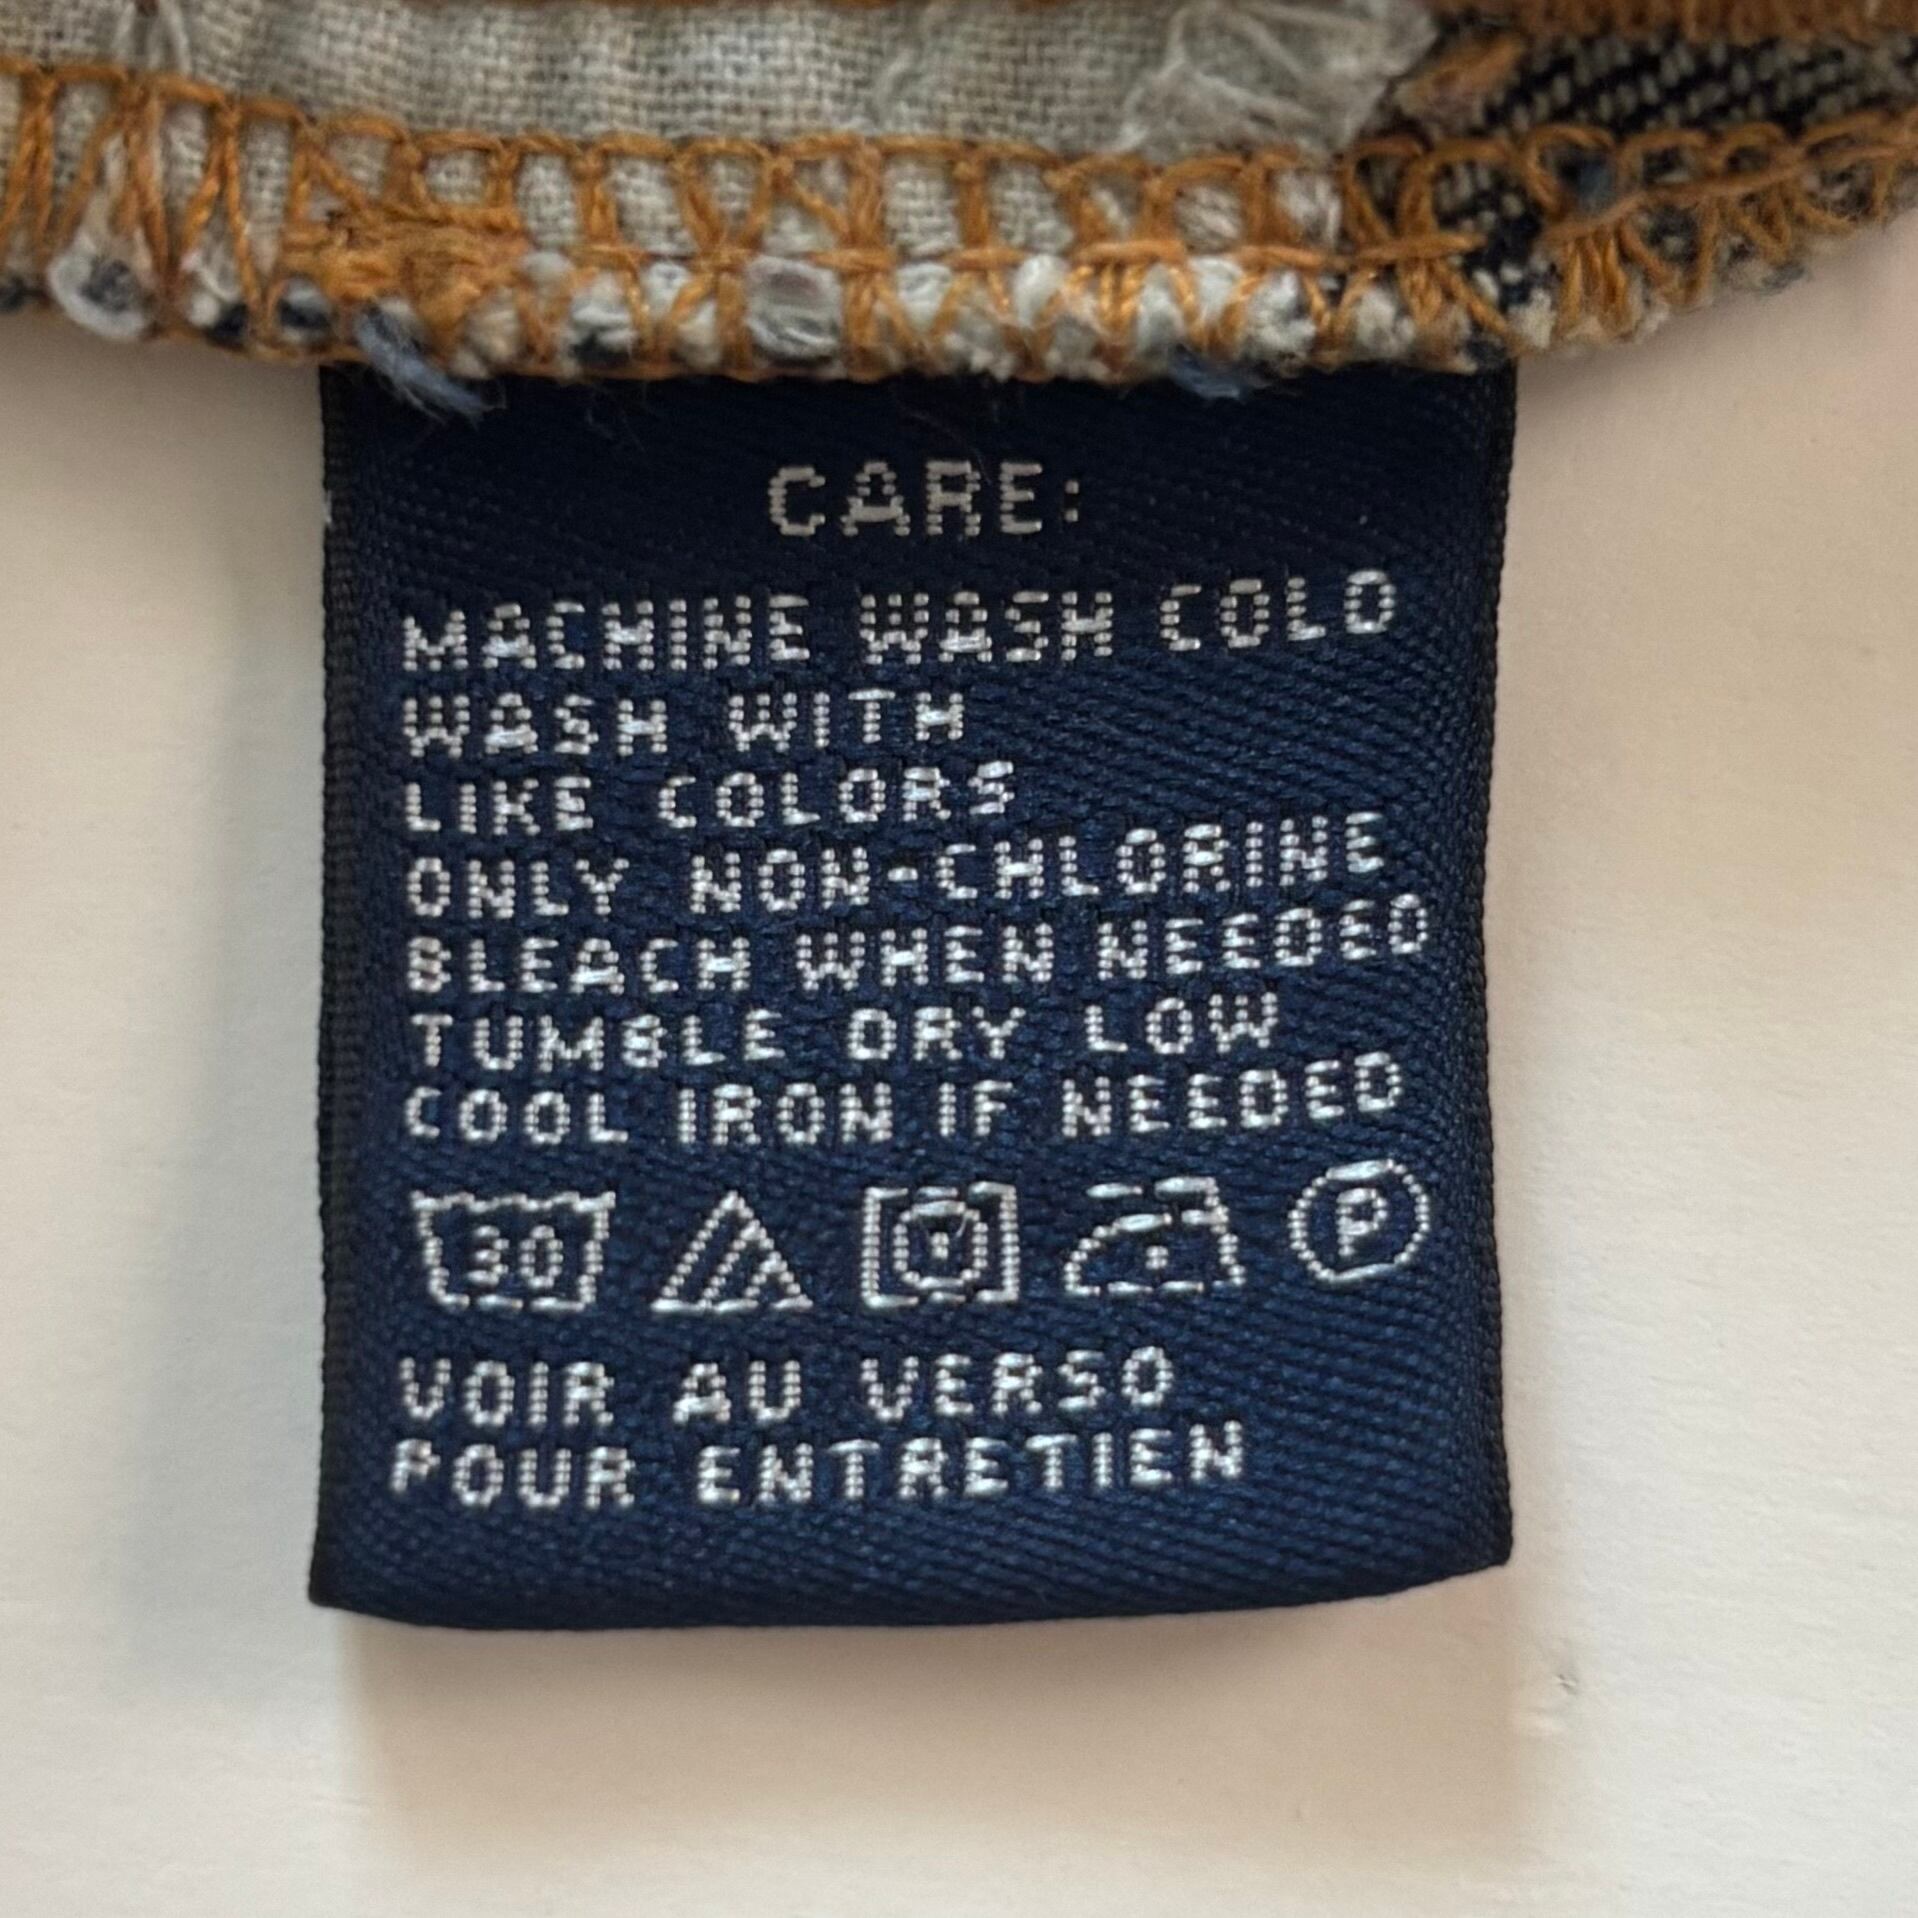 CARE:
MACHINE WASH COLD
WASH WITH
LIKE COLORS
ONLY NON-CHLORINE
BLEACH WHEN NEEDED
TUMBLE DRY LOW
COOL IRON IF NEEDED
30 P
VOIR AU VERSO
POUR ENTRETIEN